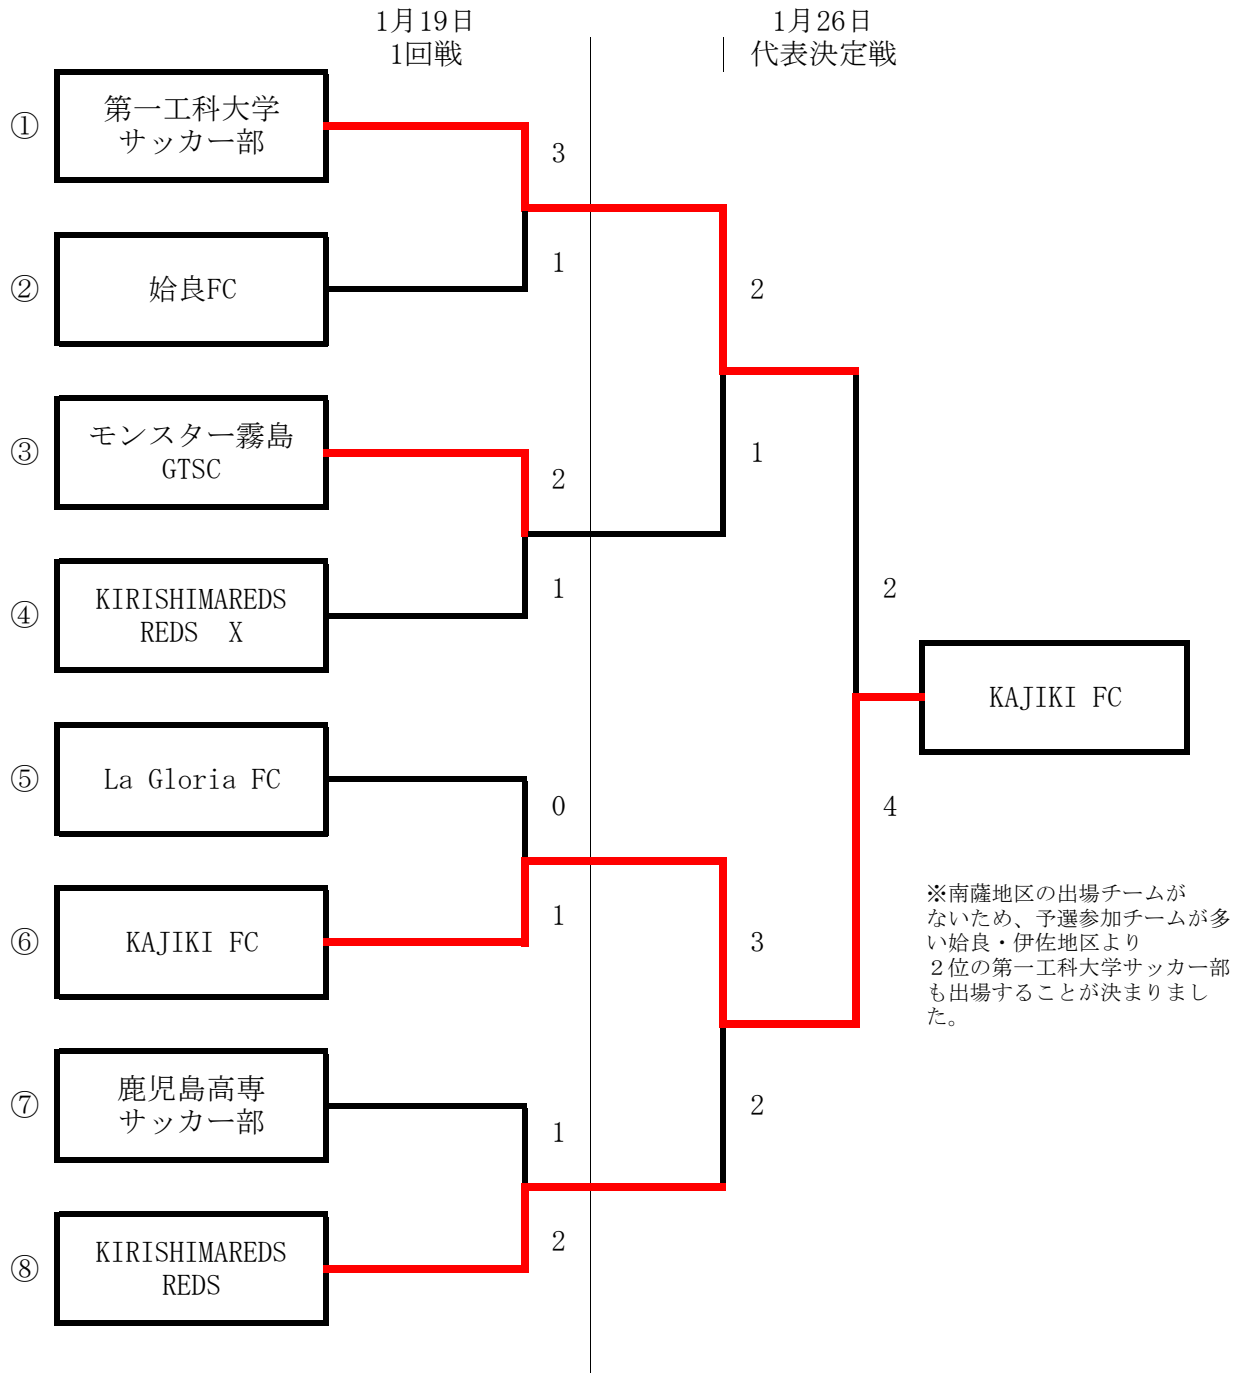 1月19日
1回戦
1月26日
代表決定戦
①
第一工科大学
サッカー部
3
1
②
姶良FC
2
③
モンスター霧島
GTSC
2
1
1
④
KIRISHIMAREDS
REDS X
2
KAJIKI FC
⑤
La Gloria FC
0
4
⑥
KAJIKI FC
1
3
※南薩地区の出場チームが
ないため、予選参加チームが多
い姶良・伊佐地区より
２位の第一工科大学サッカー部
も出場することが決まりまし
た。
⑦
鹿児島高専
サッカー部
1
2
⑧
KIRISHIMAREDS
REDS
2